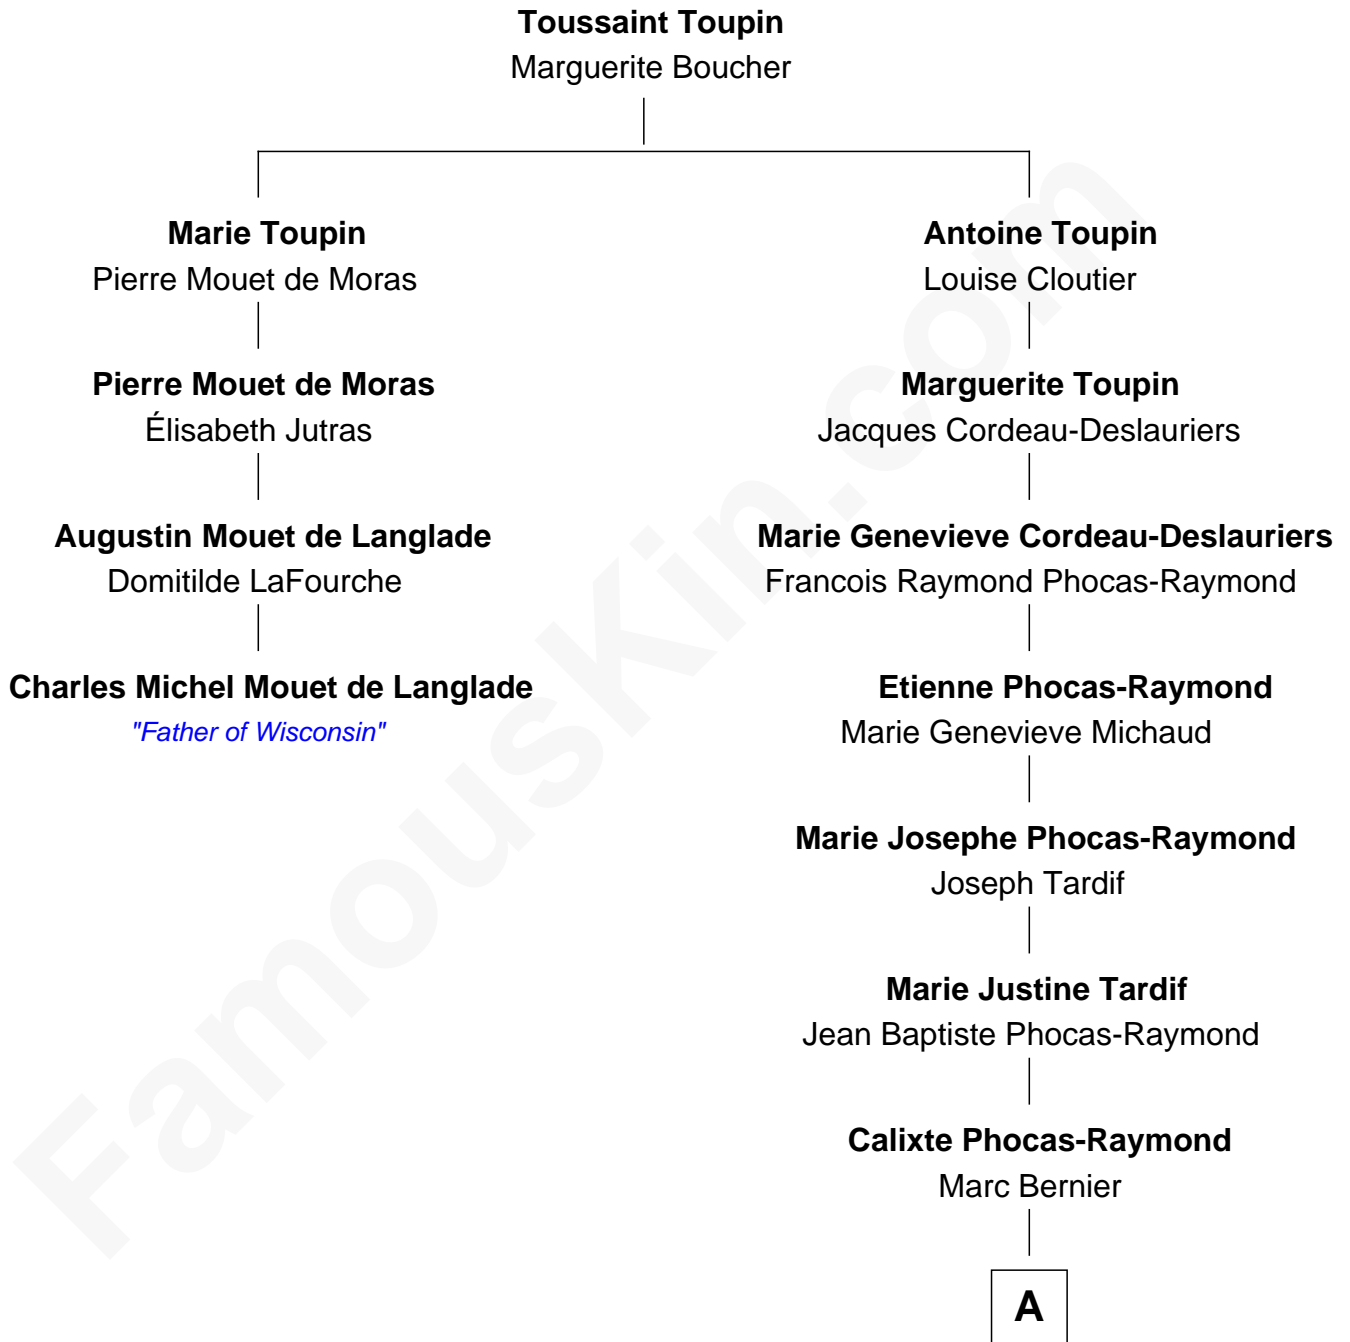 Toussaint Toupin
Marguerite Boucher
Marie Toupin
Pierre Mouet de Moras
Pierre Mouet de Moras
Élisabeth Jutras
Augustin Mouet de Langlade
Domitilde LaFourche
Charles Michel Mouet de Langlade
"Father of Wisconsin"
Antoine Toupin
Louise Cloutier
Marguerite Toupin
Jacques Cordeau-Deslauriers
Marie Genevieve Cordeau-Deslauriers
Francois Raymond Phocas-Raymond
Etienne Phocas-Raymond
Marie Genevieve Michaud
Marie Josephe Phocas-Raymond
Joseph Tardif
Marie Justine Tardif
Jean Baptiste Phocas-Raymond
Calixte Phocas-Raymond
Marc Bernier
A
FamousKin.com